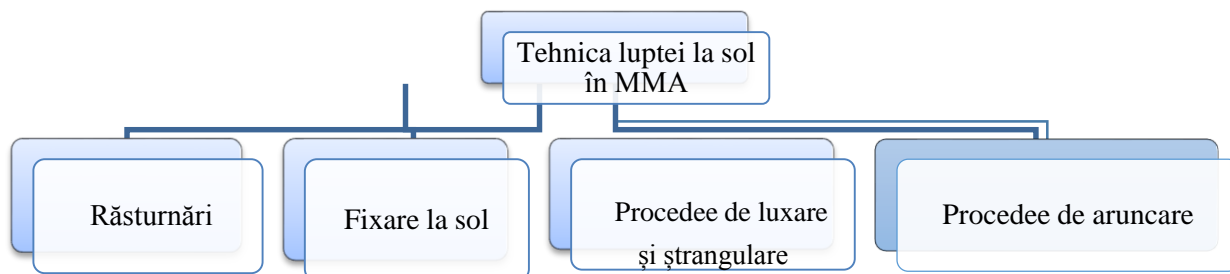 Tehnica luptei la sol
în MMA
Răsturnări
Fixare la sol
Procedee de luxare
și ștrangulare
Procedee de aruncare